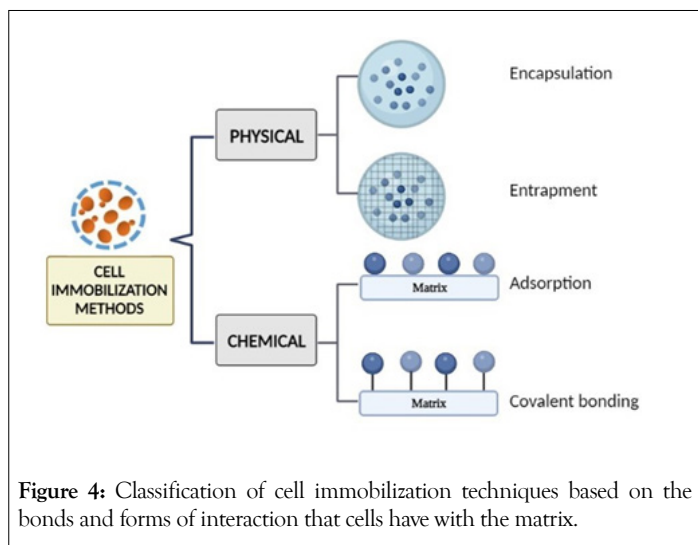 Encapsulation
PHYSICAL
Entrapment
CELL
IMMOBILIZATION
METHODS
Matrix
Adsorption
CHEMICAL
Matrix
Covalent bonding
Figure 4: Classification of cell immobilization techniques based on the
bonds and forms of interaction that cells have with the matrix.